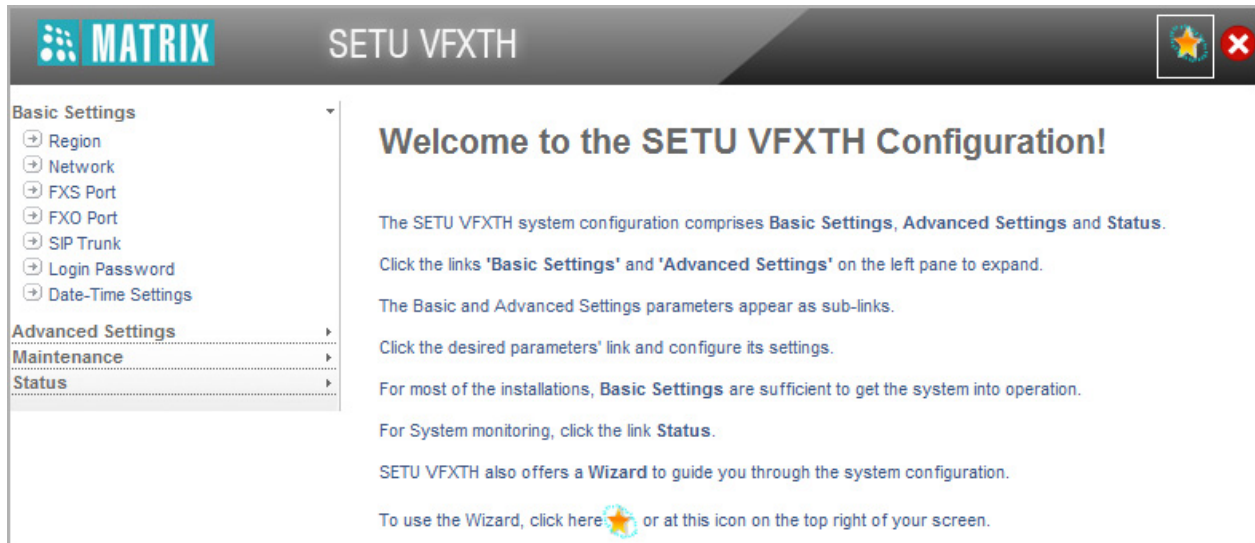 MATRIX
SETU VFXTH
Basic Settings
Region
Network
FXS Port
FXO Port
SIP Trunk
Login Password
Date-Time Settings
Advanced Settings
Maintenance
Status
Welcome to the SETU VFXTH Configuration!
The SETU VFXTH system configuration comprises Basic Settings, Advanced Settings and Status.
Click the links 'Basic Settings' and 'Advanced Settings' on the left pane to expand.
The Basic and Advanced Settings parameters appear as sub-links.
Click the desired parameters' link and configure its settings.
For most of the installations, Basic Settings are sufficient to get the system into operation.
For System monitoring, click the link Status.
SETU VFXTH also offers a Wizard to guide you through the system configuration.
To use the Wizard, click here or at this icon on the top right of your screen.